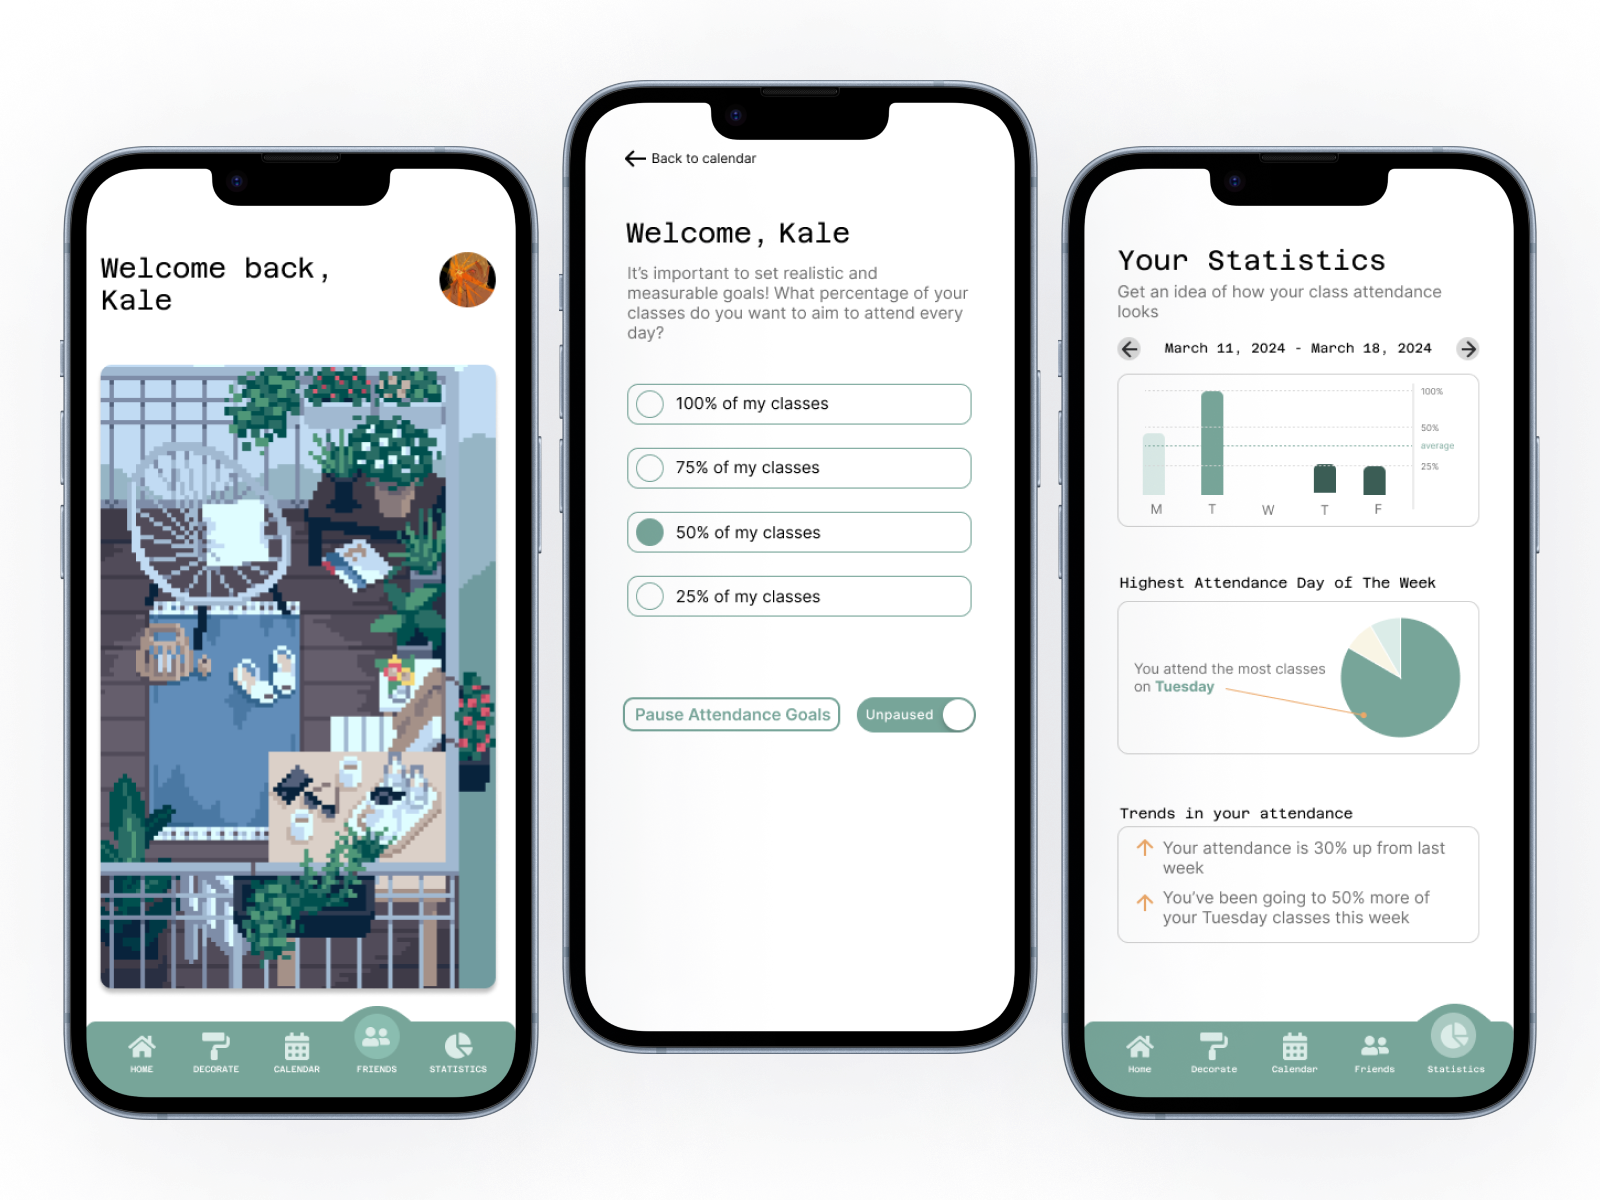 Welcome back,
Kale
HOME
DECORATE
CALENDAR
FRIENDS
STATISTICS
Back to calendar
Welcome, Kale
It's important to set realistic and
measurable goals! What percentage of your
classes do you want to aim to attend every
day?
100% of my classes
75% of my classes
50% of my classes
25% of my classes
Pause Attendance Goals
Unpaused
Your Statistics
Get an idea of how your class attendance
looks
March 11, 2024 - March 18, 2024
100%
50%
average
25%
M T W T F
Highest Attendance Day of The Week
You attend the most classes
on Tuesday
Trends in your attendance
Your attendance is 30% up from last
week
You've been going to 50% more of
your Tuesday classes this week
Home
Decorate
Calendar
Friends
Statistics